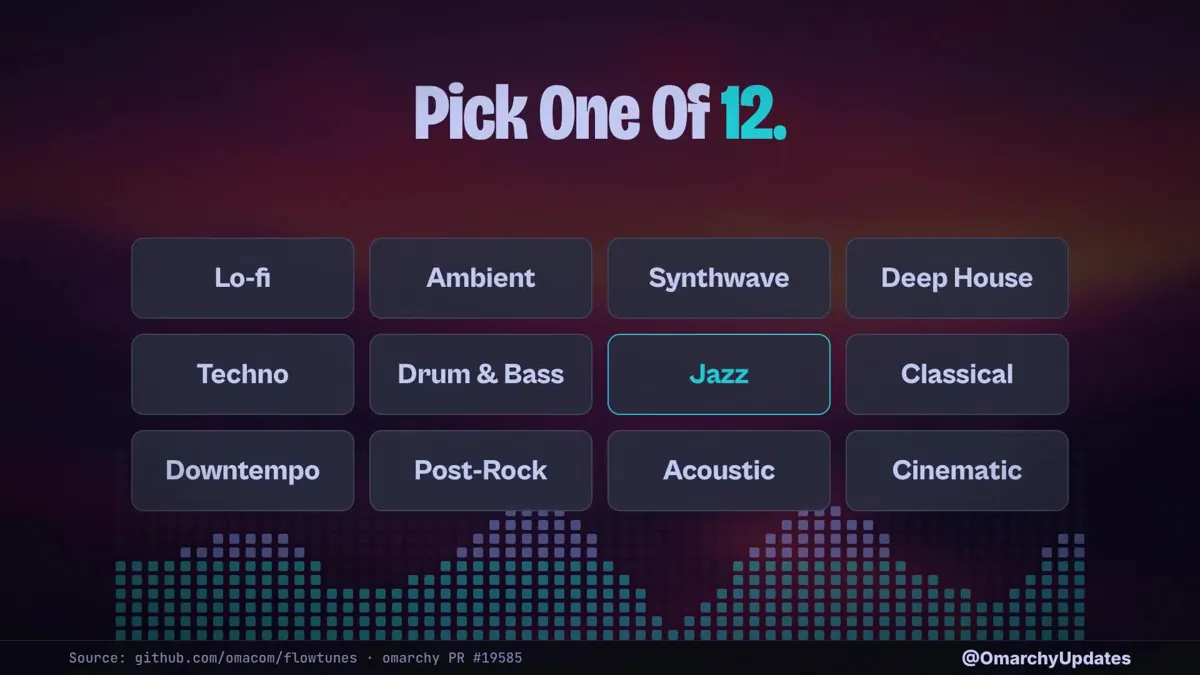 Pick One Of 12.
Lo-fi
Ambient
Synthwave
Deep House
Techno
Drum & Bass
Jazz
Classical
Downtempo
Post-Rock
Acoustic
Cinematic
Source: github.com/omacom/flowtunes · omarchy PR #19585
@OmarchyUpdates